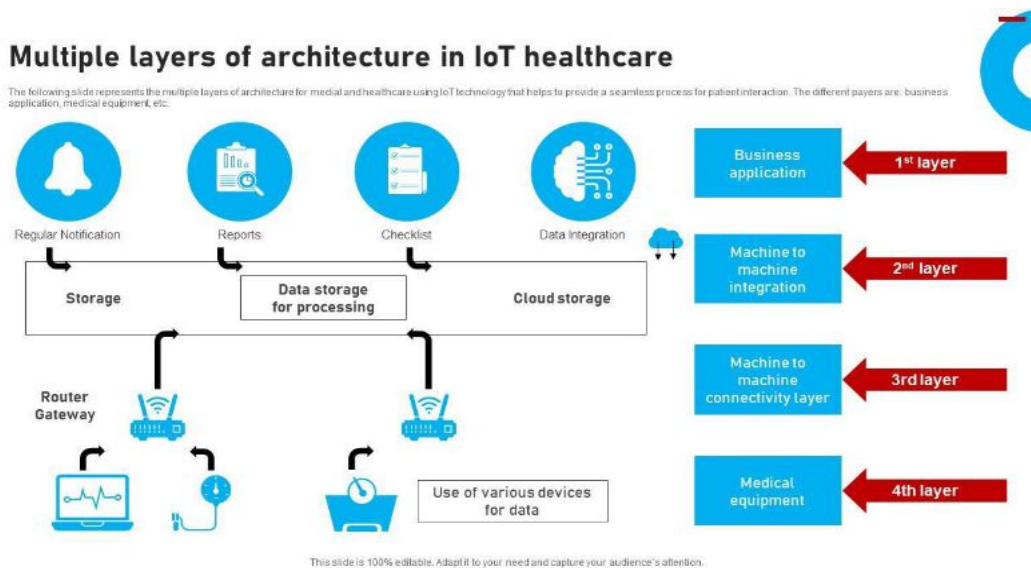 Multiple layers of architecture in IoT healthcare
The following slide represents the multiple layers of architecture for medial and healthcare using IoT technology that helps to provide a seamless process for patient interaction. The different payers are: business
application, medical equipment, etc.
Regular Notification
Reports
Checklist
Data Integration
Storage
Data storage
for processing
Cloud storage
Router
Gateway
Use of various devices
for data
Business
application
1st layer
Machine to
machine
integration
2nd layer
Machine to
machine
connectivity layer
3rd layer
Medical
equipment
4th layer
This slide is 100% editable. Adapt it to your need and capture your audience's attention.